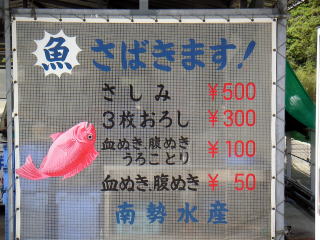 魚 さばきます!
さしみ ¥500
3枚おろし ¥300
血ぬき、腹ぬき
うろことり ¥100
血ぬき、腹ぬき ¥ 50
南勢水産